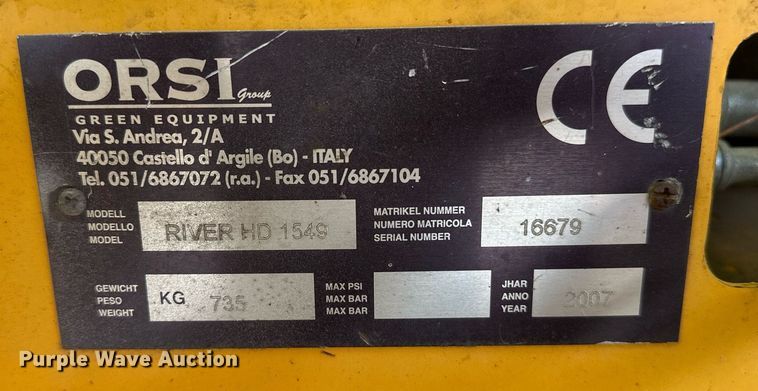 ORSI Group
GREEN EQUIPMENT
Via S. Andrea, 2/A
40050 Castello d' Argile (Bo) - ITALY
Tel. 051/6867072 (r.a.) - Fax 051/6867104
CE
MODELL
MODELLO
MODEL
RIVER HD 1549
MATRIKEL NUMMER
NUMERO MATRICOLA
SERIAL NUMBER
16679
GEWICHT
PESO
WEIGHT
KG 735
MAX PSI
MAX BAR
MAX BAR
JHAR
ANNO
YEAR
2007
Purple Wave Auction